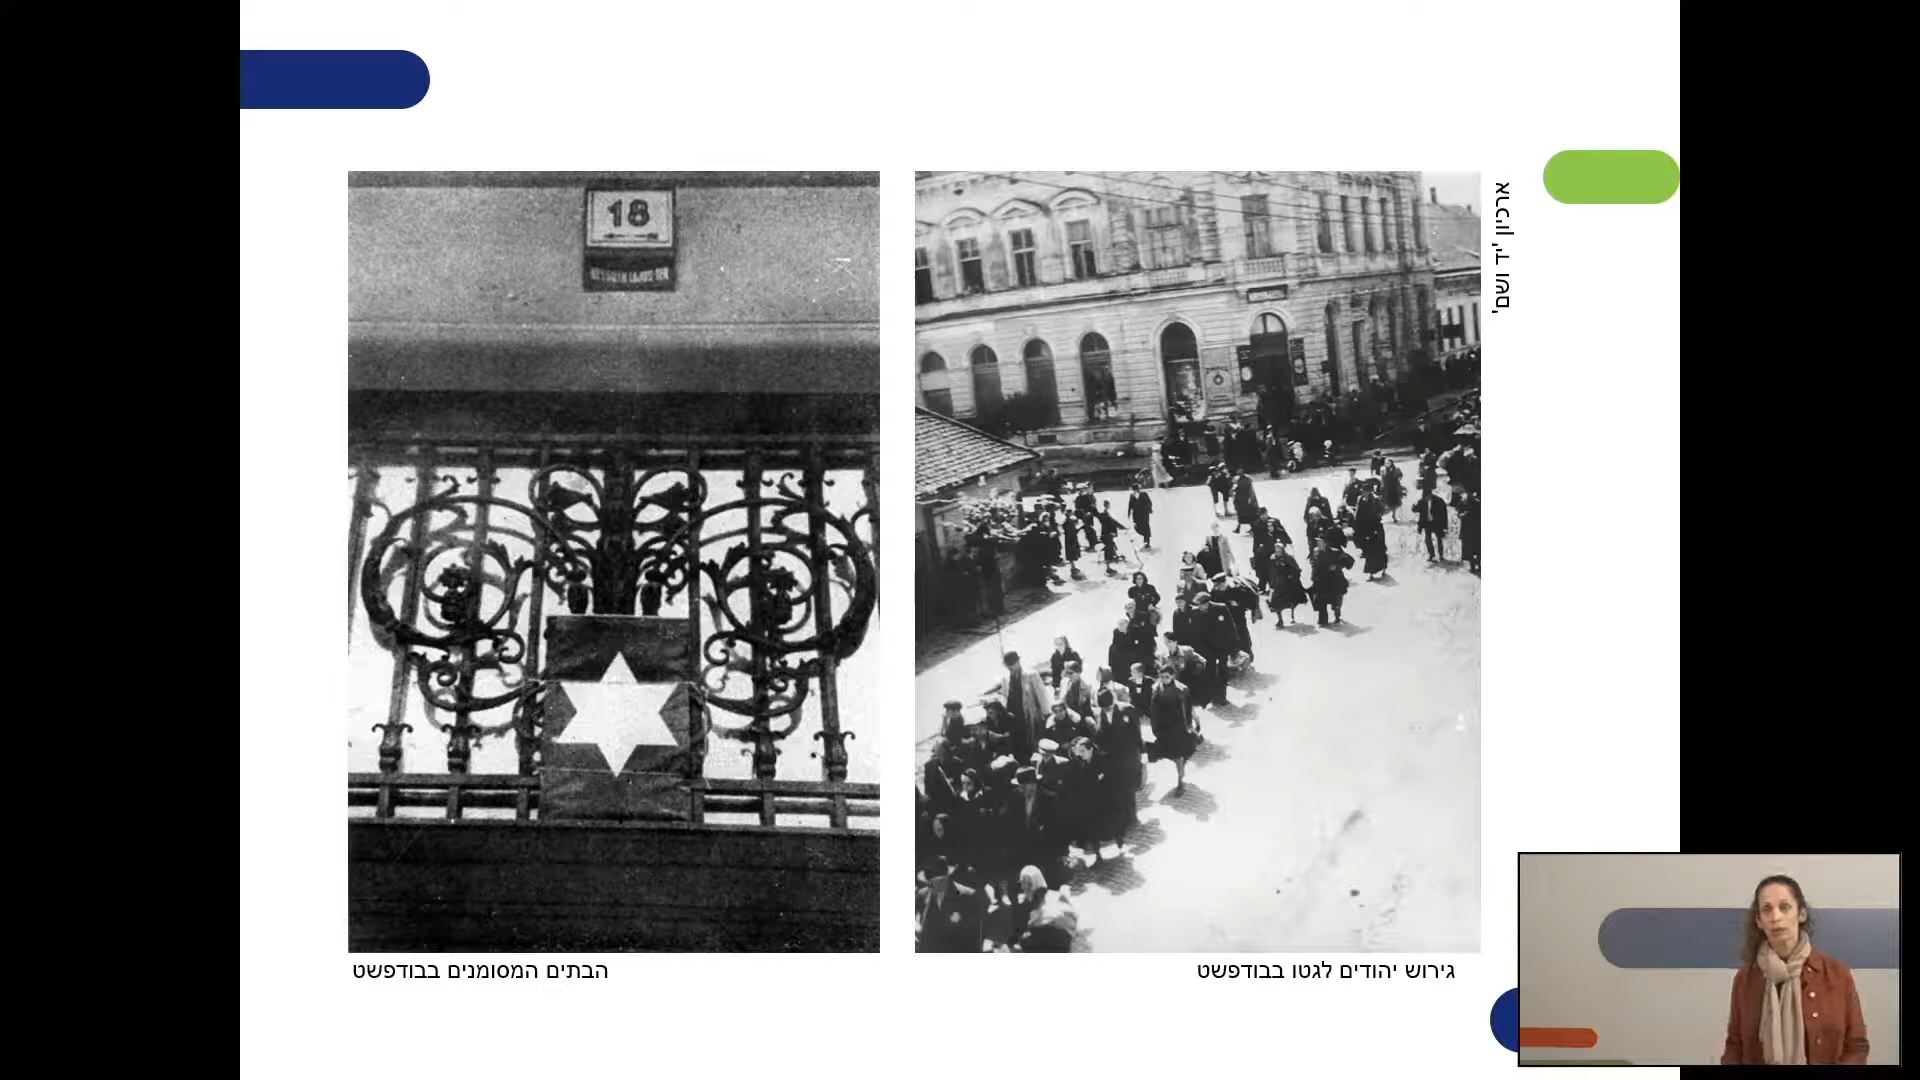 ארכיון 'יד ושם'
גירוש יהודים לגטו בבודפשט
18
הבתים המסומנים בבודפשט